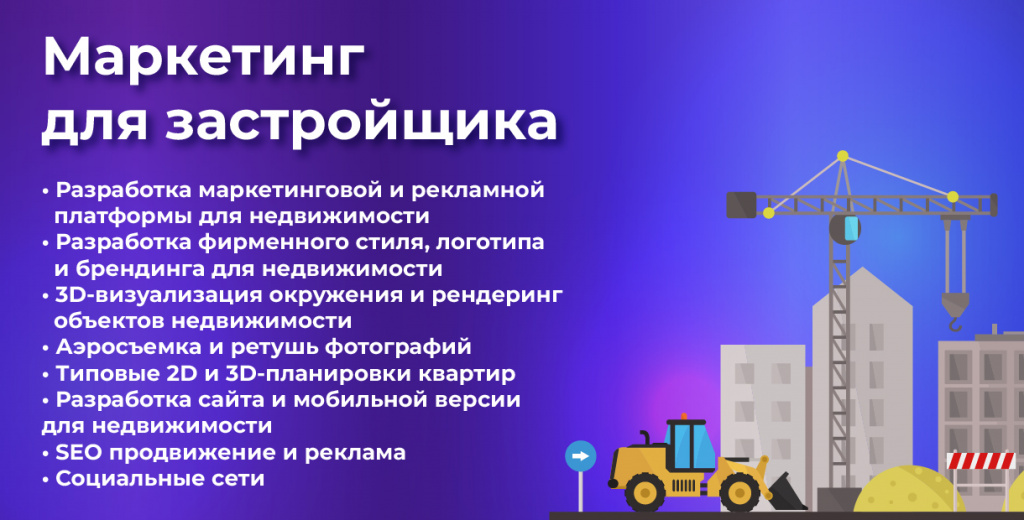 Маркетинг
для застройщика
• Разработка маркетинговой и рекламной
платформы для недвижимости
• Разработка фирменного стиля, логотипа
и брендинга для недвижимости
• 3D-визуализация окружения и рендеринг
объектов недвижимости
• Аэросъемка и ретушь фотографий
• Типовые 2D и 3D-планировки квартир
• Разработка сайта и мобильной версии
для недвижимости
• SEO продвижение и реклама
• Социальные сети